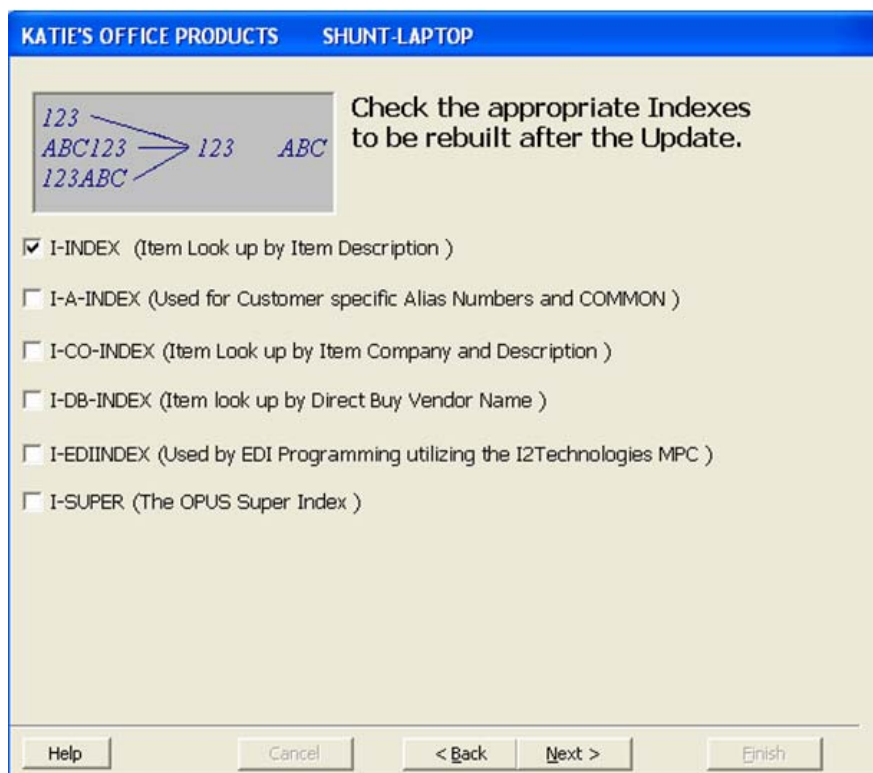 KATIE'S OFFICE PRODUCTS SHUNT-LAPTOP
123
ABC123 123 ABC
123ABC
Check the appropriate Indexes
to be rebuilt after the Update.
I-INDEX (Item Look up by Item Description )
I-A-INDEX (Used for Customer specific Alias Numbers and COMMON )
I-CO-INDEX (Item Look up by Item Company and Description )
I-DB-INDEX (Item look up by Direct Buy Vendor Name )
I-EDIINDEX (Used by EDI Programming utilizing the I2Technologies MPC )
I-SUPER (The OPUS Super Index )
Help Cancel < Back Next > Finish